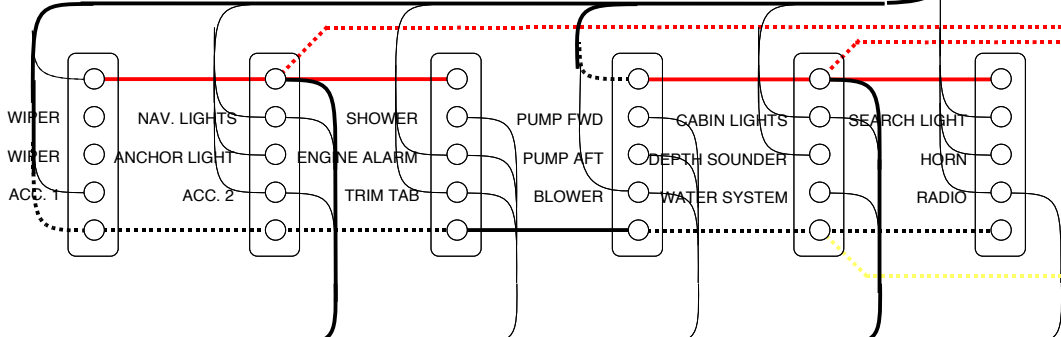 WIPER NAV. LIGHTS SHOWER PUMP FWD CABIN LIGHTS SEARCH LIGHT
WIPER ANCHOR LIGHT ENGINE ALARM PUMP AFT DEPTH SOUNDER HORN
ACC. 1 ACC. 2 TRIM TAB BLOWER WATER SYSTEM RADIO